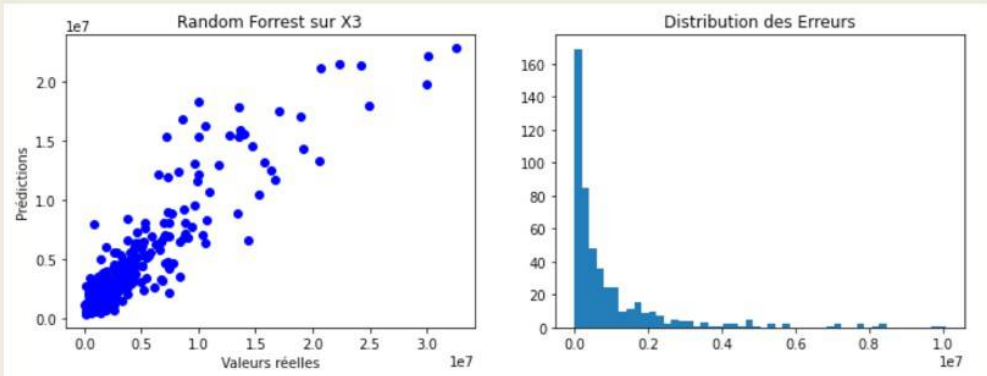 Random Forrest sur X3
1e7
Prédictions
2.0
1.5
1.0
0.5
0.0
0.0 0.5 1.0 1.5 2.0 2.5 3.0
Valeurs réelles
1e7
Distribution des Erreurs
160
140
120
100
80
60
40
20
0
0.0 0.2 0.4 0.6 0.8 1.0
1e7